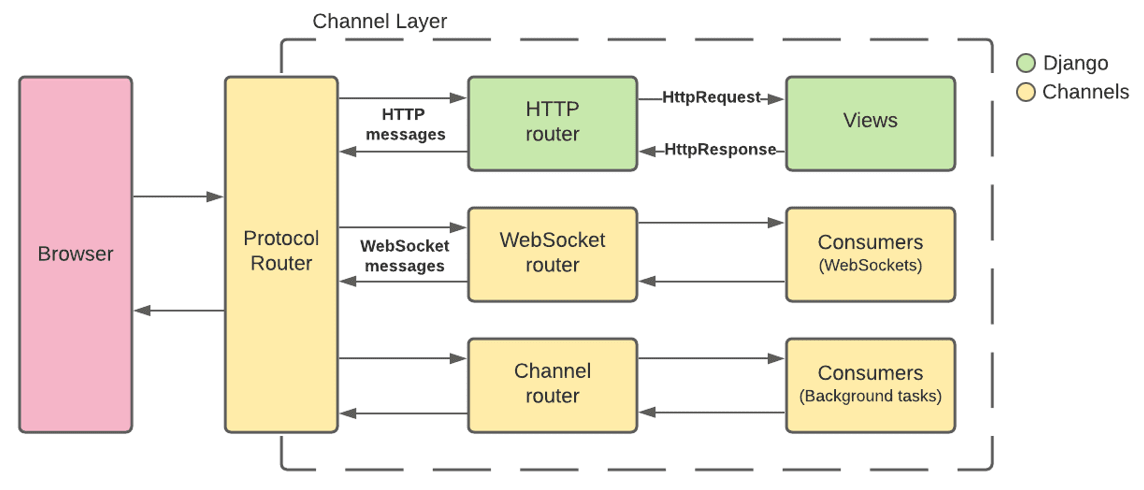 Channel Layer
Django
Channels
Browser
Protocol
Router
HTTP
messages
HTTP
router
HttpRequest
HttpResponse
Views
WebSocket
messages
WebSocket
router
Consumers
(WebSockets)
Channel
router
Consumers
(Background tasks)